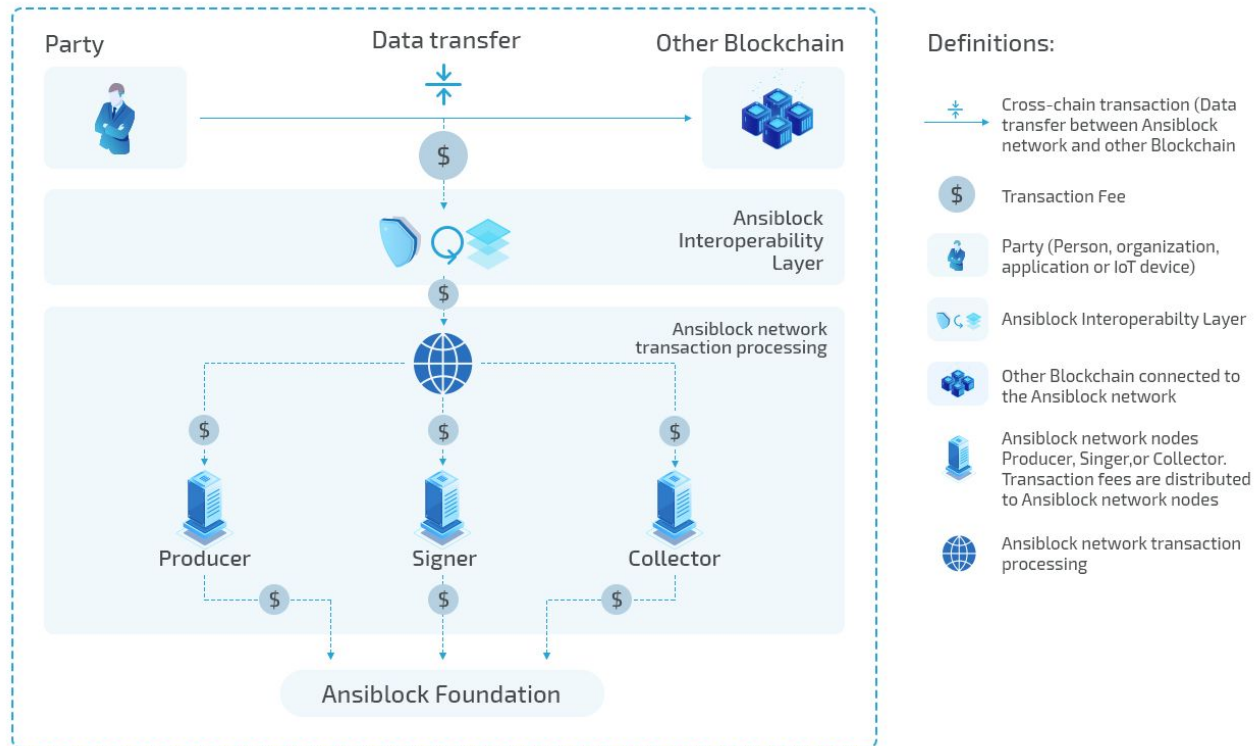 Party
Data transfer
Other Blockchain
$
Ansiblock
Interoperability
Layer
$
Ansiblock network
transaction processing
$
$
$
Producer
Signer
Collector
$
$
$
Ansiblock Foundation
Definitions:
Cross-chain transaction (Data
transfer between Ansiblock
network and other Blockchain
$
Transaction Fee
Party (Person, organization,
application or IoT device)
Ansiblock Interoperabilty Layer
Other Blockchain connected to
the Ansiblock network
Ansiblock network nodes
Producer, Singer,or Collector.
Transaction fees are distributed
to Ansiblock network nodes
Ansiblock network transaction
processing